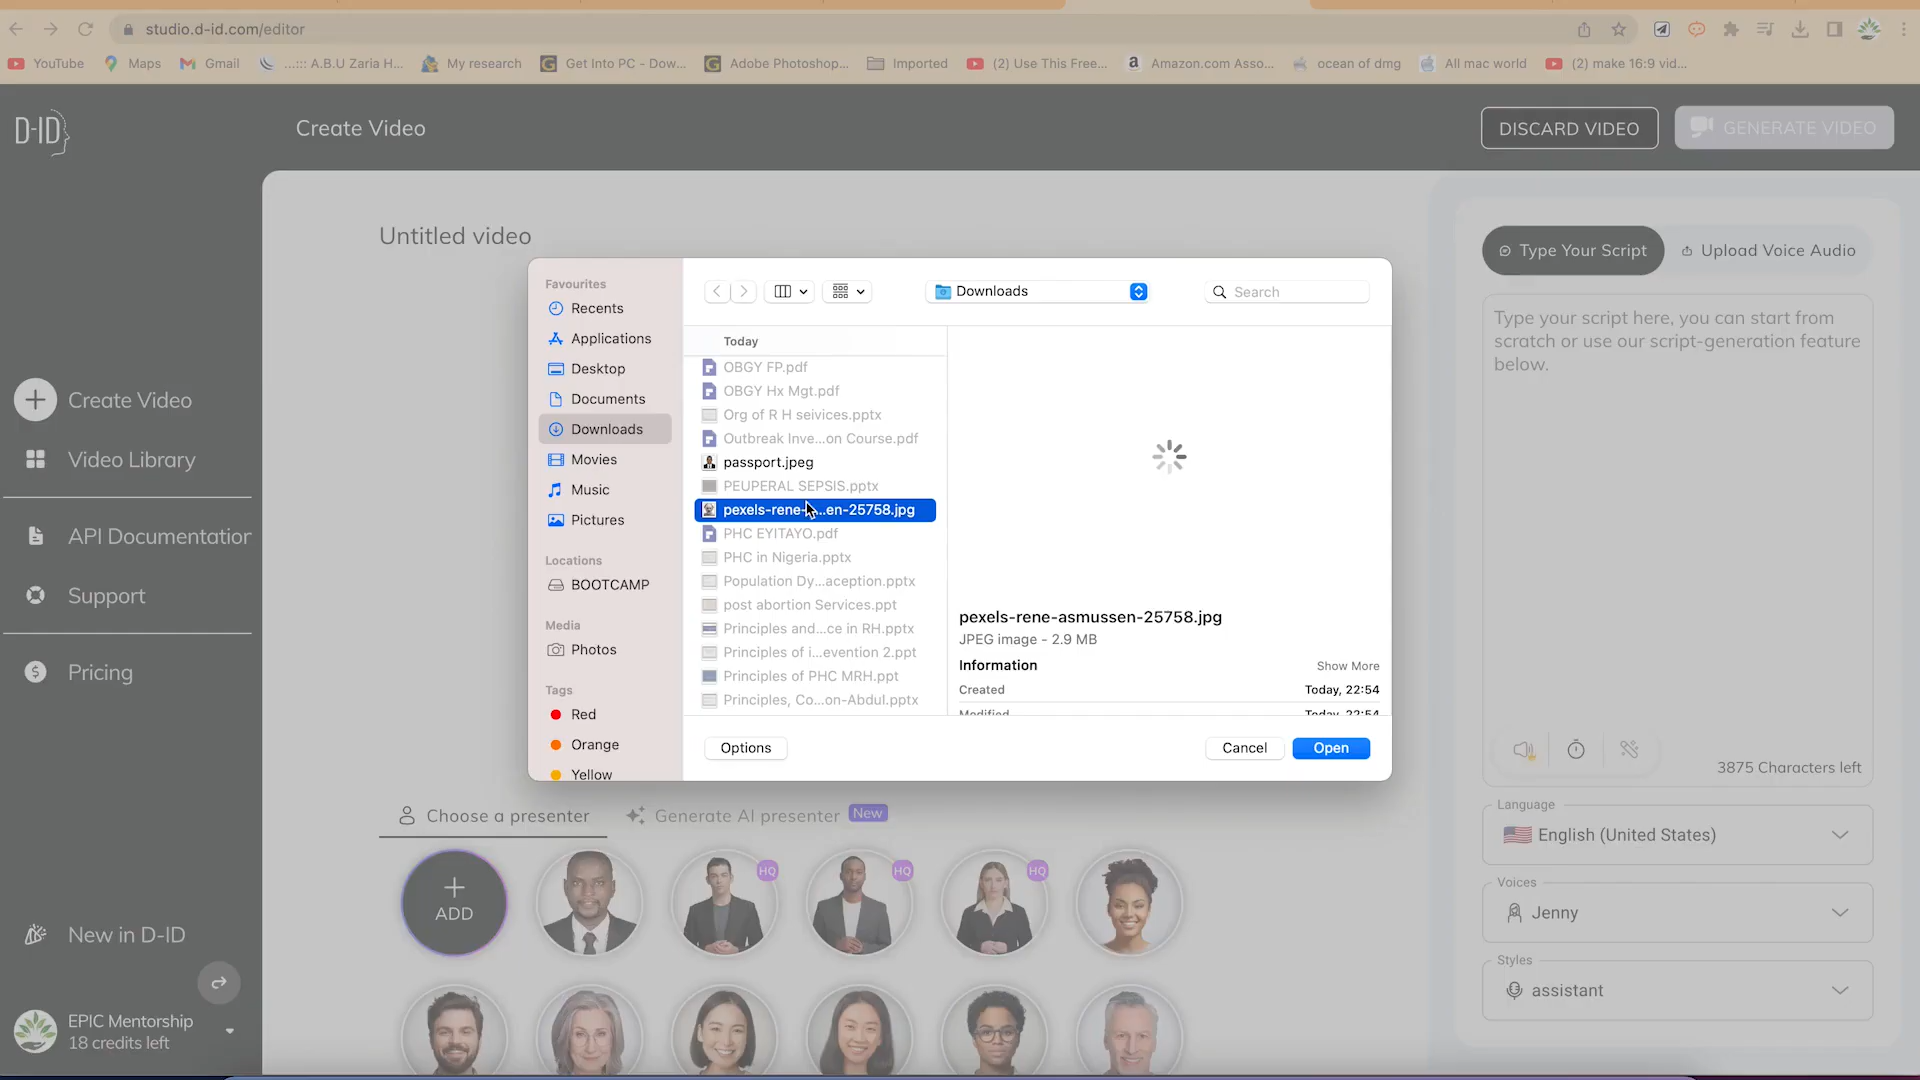 studio.d-id.com/editor
YouTube
Maps
Gmail
...::: A.B.U Zaria H...
My research
Get Into PC - Dow...
Adobe Photoshop...
Imported
(2) Use This Free...
Amazon.com Asso...
ocean of dmg
All mac world
(2) make 16:9 vid...
D-ID
Create Video
DISCARD VIDEO
GENERATE VIDEO
Create Video
Video Library
API Documentation
Support
Pricing
New in D-ID
EPIC Mentorship
18 credits left
Untitled video
Favourites
Recents
Applications
Desktop
Documents
Downloads
Movies
Music
Pictures
Locations
BOOTCAMP
Media
Photos
Tags
Red
Orange
Yellow
Downloads
Search
Today
OBGY FP.pdf
OBGY Hx Mgt.pdf
Org of R H seivices.pptx
Outbreak Inve...on Course.pdf
passport.jpeg
PEUPERAL SEPSIS.pptx
pexels-rene-...en-25758.jpg
PHC EYITAYO.pdf
PHC in Nigeria.pptx
Population Dy...aception.pptx
post abortion Services.ppt
Principles and...ce in RH.pptx
Principles of i...evention 2.ppt
Principles of PHC MRH.ppt
Principles, Co...on-Abdul.pptx
pexels-rene-asmussen-25758.jpg
JPEG image - 2.9 MB
Information
Show More
Created
Today, 22:54
Modified
Today, 22:54
Options
Cancel
Open
Choose a presenter
Generate AI presenter
New
ADD
HQ
HQ
HQ
Type Your Script
Upload Voice Audio
Type your script here, you can start from
scratch or use our script-generation feature
below.
3875 Characters left
Language
English (United States)
Voices
Jenny
Styles
assistant